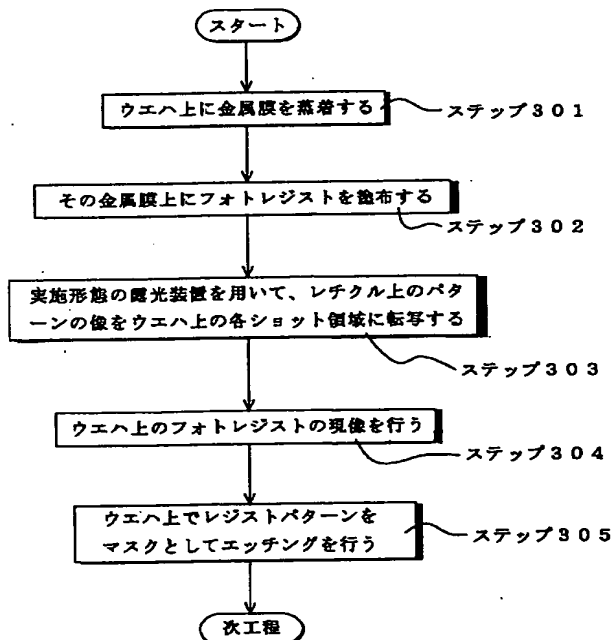 スタート
ウエハ上に金属膜を蒸着する
ステップ301
その金属膜上にフォトレジストを塗布する
ステップ302
実施形態の露光装置を用いて、レチクル上のパタ
ーンの像をウエハ上の各ショット領域に転写する
ステップ303
ウエハ上のフォトレジストの現像を行う
ステップ304
ウエハ上でレジストパターンを
マスクとしてエッチングを行う
ステップ305
次工程